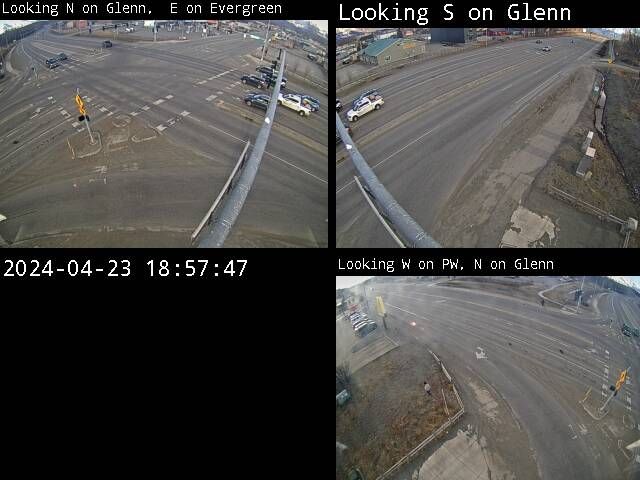 Looking N on Glenn,  E on Evergreen
Looking S on Glenn
2024-04-23 18:57:47
Looking W on PW, N on Glenn